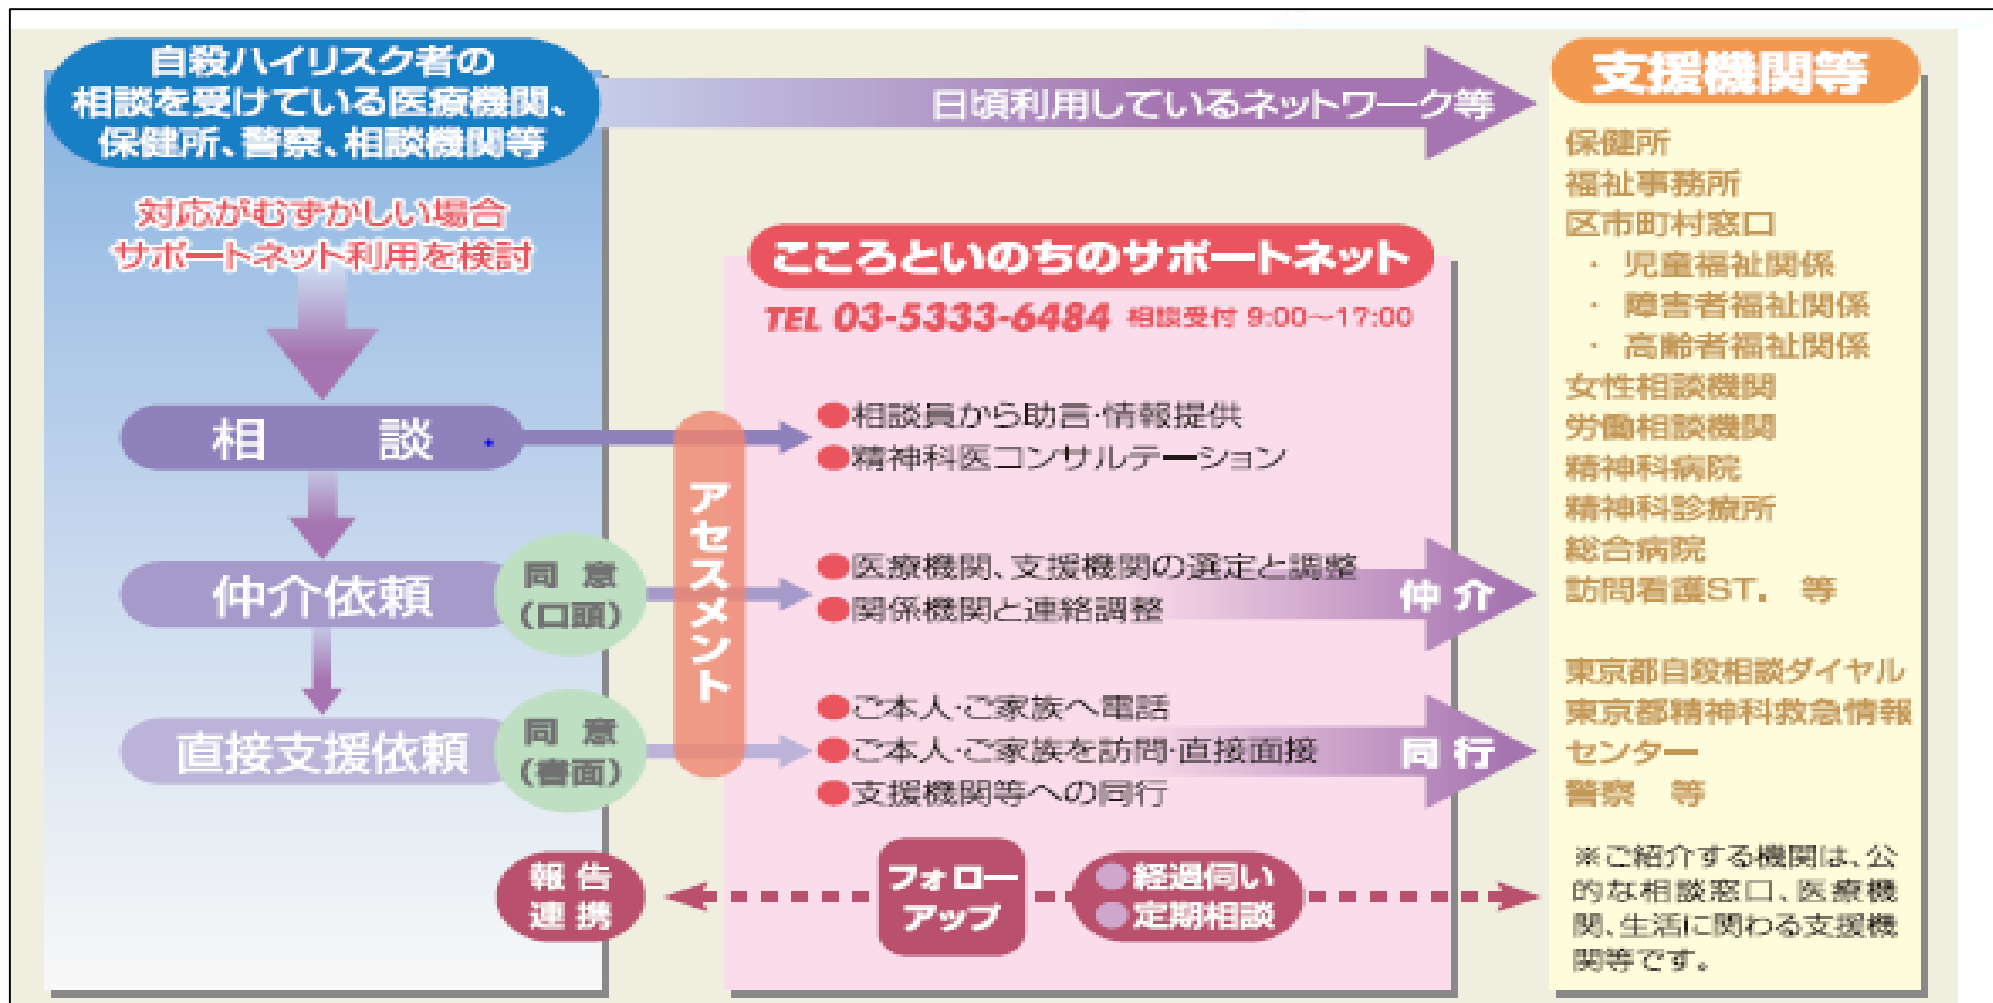 自殺ハイリスク者の
相談を受けている医療機関、
保健所、警察、相談機関等
日頃利用しているネットワーク等
対応がむずかしい場合
サポートネット利用を検討
相 談
仲介依頼
同 意
(口頭)
直接支援依頼
同 意
(書面)
アセスメント
こころといのちのサポートネット
TEL 03-5333-6484 相談受付 9:00～17:00
●相談員から助言・情報提供
●精神科医コンサルテーション
●医療機関、支援機関の選定と調整
●関係機関と連絡調整
仲 介
●ご本人・ご家族へ電話
●ご本人・ご家族を訪問・直接面接
●支援機関等への同行
同 行
報 告
連 携
フォロー
アップ
●経過伺い
●定期相談
支援機関等
保健所
福祉事務所
区市町村窓口
・ 児童福祉関係
・ 障害者福祉関係
・ 高齢者福祉関係
女性相談機関
労働相談機関
精神科病院
精神科診療所
総合病院
訪問看護ST． 等
東京都自殺相談ダイヤル
東京都精神科救急情報
センター
警察 等
※ご紹介する機関は、公
的な相談窓口、医療機
関、生活に関わる支援機
関等です。